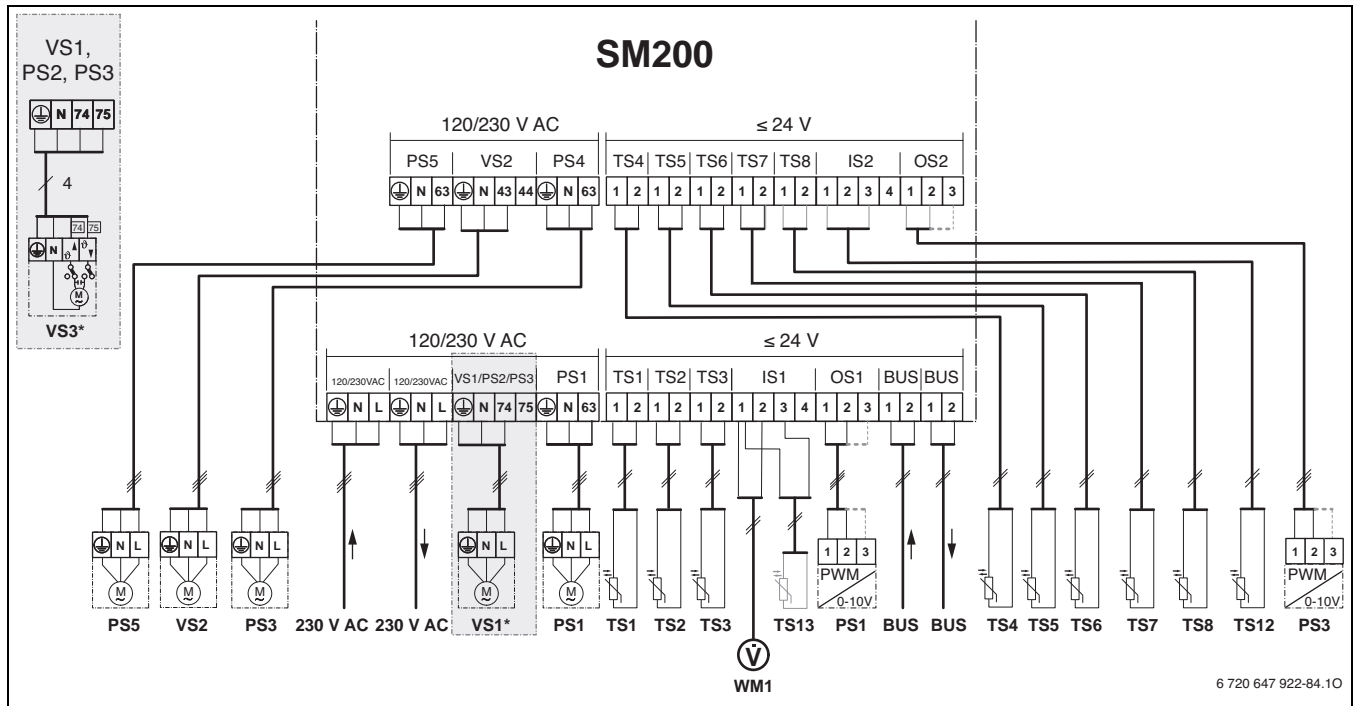 VS1,
PS2, PS3
N 74 75
4
74 75
N ϑ ϑ
M
~
VS3*
SM200
120/230 V AC ≤ 24 V
PS5 VS2 PS4 TS4 TS5 TS6 TS7 TS8 IS2 OS2
N 63 N 43 44 N 63 1 2 1 2 1 2 1 2 1 2 1 2 3 4 1 2 3
120/230 V AC ≤ 24 V
120/230VAC 120/230VAC VS1/PS2/PS3 PS1 TS1 TS2 TS3 IS1 OS1 BUS BUS
N L N L N 74 75 N 63 1 2 1 2 1 2 1 2 3 4 1 2 3 1 2 1 2
N L N L N L N L N L 1 2 3 1 2 3
M ~ M ~ M ~ M ~ M ~ PWM 0-10V PWM 0-10V
PS5 VS2 PS3 230 V AC 230 V AC VS1* PS1 TS1 TS2 TS3 TS13 PS1 BUS BUS TS4 TS5 TS6 TS7 TS8 TS12 PS3
V̇
WM1
6 720 647 922-84.1O